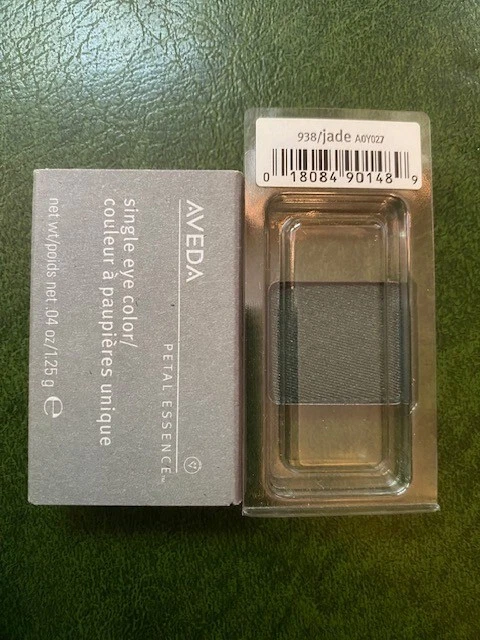 938/jade A0Y027
0 18084 90148 9
AVEDA
PETAL ESSENCE™
single eye color/
couleur à paupières unique
net wt/poids net .04 oz/1.25 g e